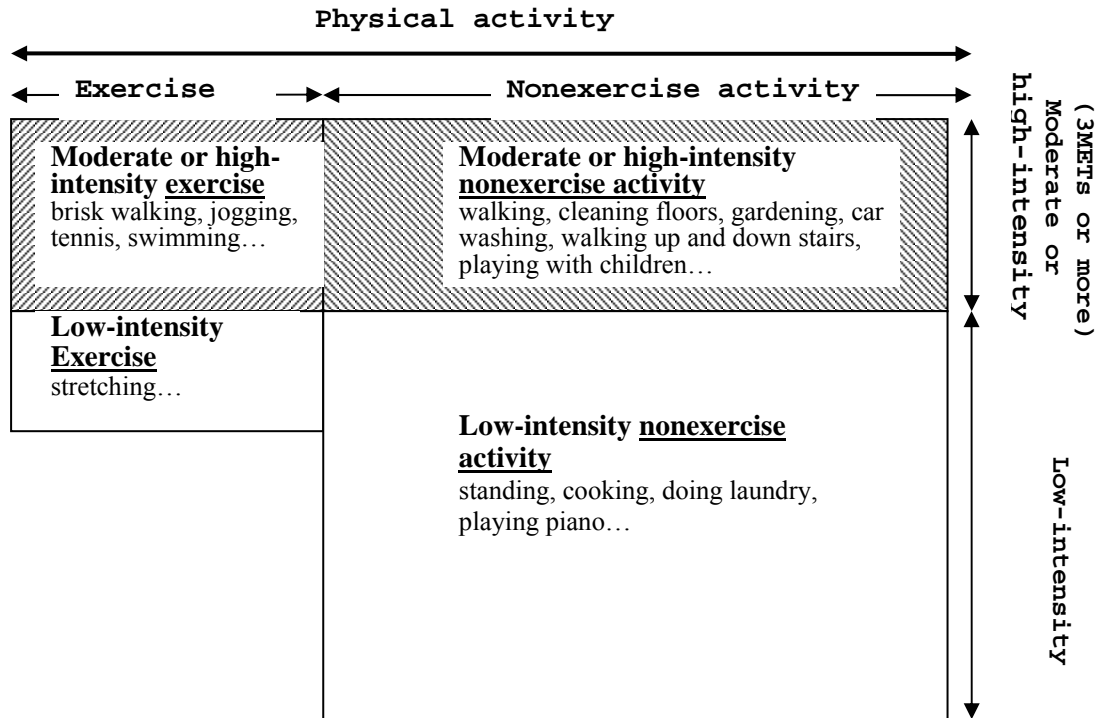 Physical activity
Exercise
Nonexercise activity
Moderate or high-
intensity exercise
brisk walking, jogging,
tennis, swimming…
Moderate or high-intensity
nonexercise activity
walking, cleaning floors, gardening, car
washing, walking up and down stairs,
playing with children…
(3METs or more)
Moderate or
high-intensity
Low-intensity
Exercise
stretching…
Low-intensity nonexercise
activity
standing, cooking, doing laundry,
playing piano…
Low-intensity